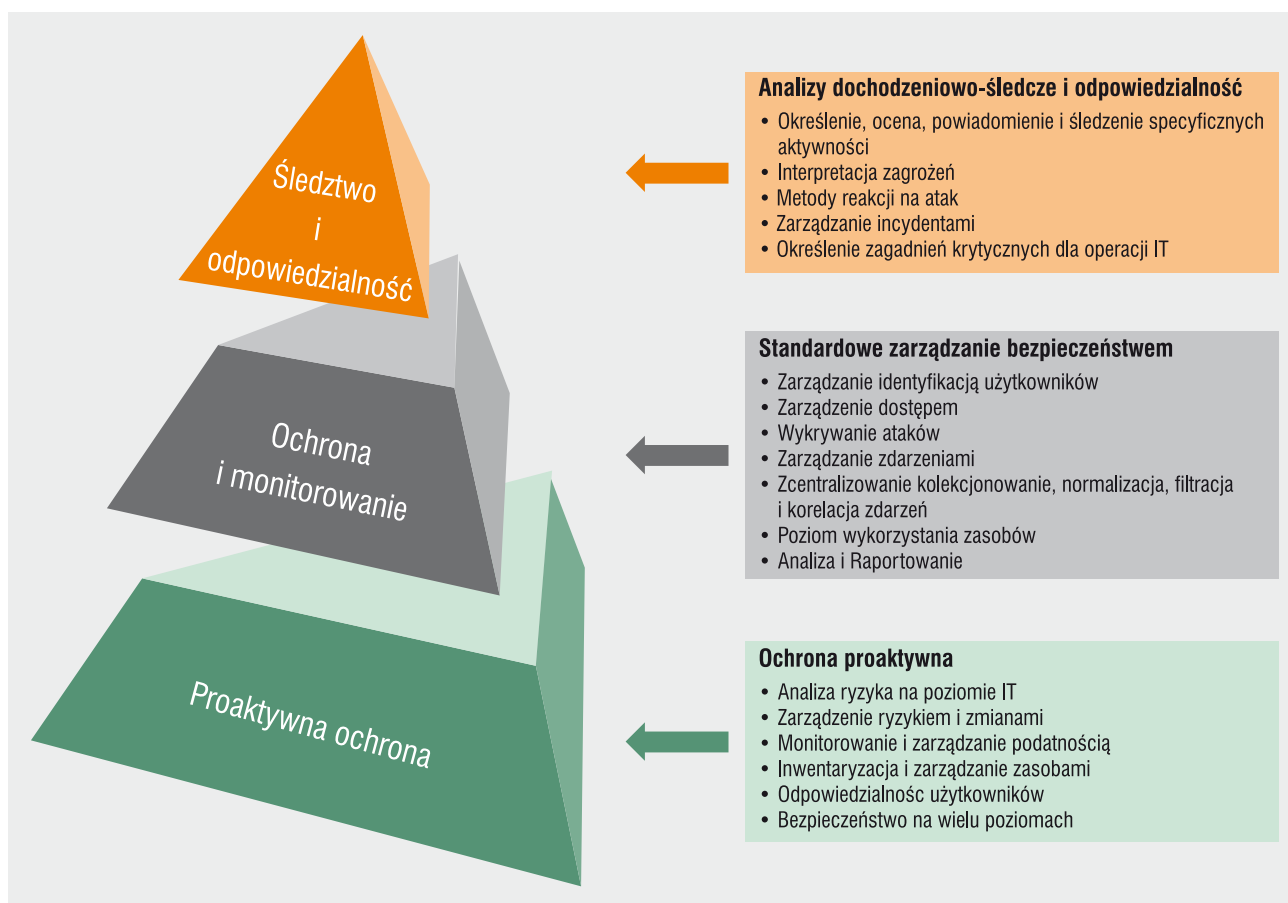 Śledztwo
i
odpowiedzialność
Analizy dochodzeniowo-śledcze i odpowiedzialność
• Określenie, ocena, powiadomienie i śledzenie specyficznych
aktywności
• Interpretacja zagrożeń
• Metody reakcji na atak
• Zarządzanie incydentami
• Określenie zagadnień krytycznych dla operacji IT
Ochrona
i monitorowanie
Standardowe zarządzanie bezpieczeństwem
• Zarządzanie identyfikacją użytkowników
• Zarządzenie dostępem
• Wykrywanie ataków
• Zarządzanie zdarzeniami
• Zcentralizowanie kolekcjonowanie, normalizacja, filtracja
i korelacja zdarzeń
• Poziom wykorzystania zasobów
• Analiza i Raportowanie
Proaktywna ochrona
Ochrona proaktywna
• Analiza ryzyka na poziomie IT
• Zarządzenie ryzykiem i zmianami
• Monitorowanie i zarządzanie podatnością
• Inwentaryzacja i zarządzanie zasobami
• Odpowiedzialnośc użytkowników
• Bezpieczeństwo na wielu poziomach